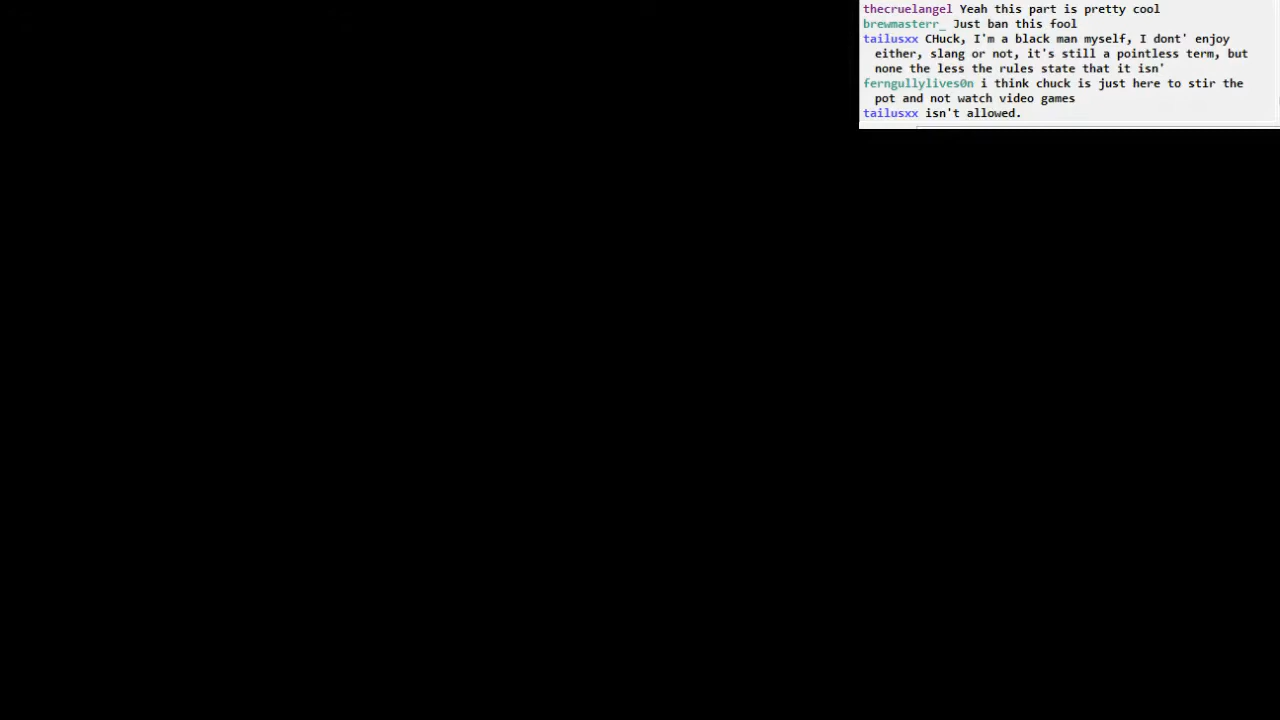 thecruelangel Yeah this part is pretty cool
brewmasterr_ Just ban this fool
tailusxx CHuck, I'm a black man myself, I dont' enjoy
either, slang or not, it's still a pointless term, but
none the less the rules state that it isn'
ferngullylives0n i think chuck is just here to stir the
pot and not watch video games
tailusxx isn't allowed.